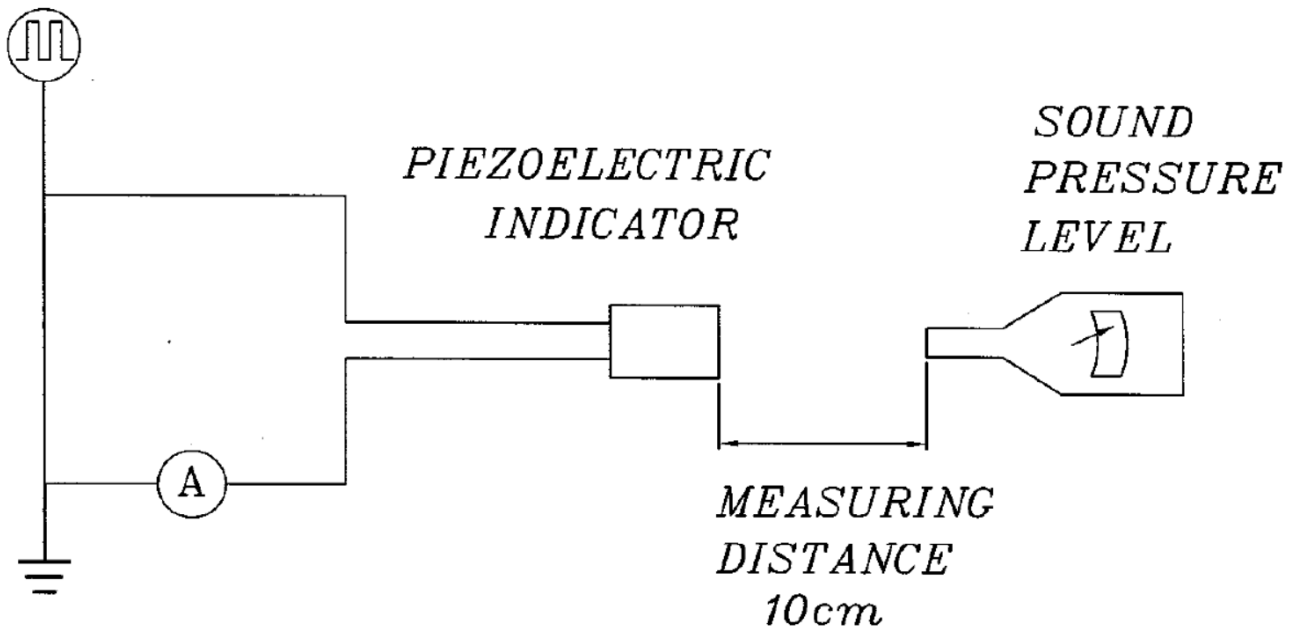 PIEZOELECTRIC
INDICATOR
SOUND
PRESSURE
LEVEL
A
MEASURING
DISTANCE
10cm